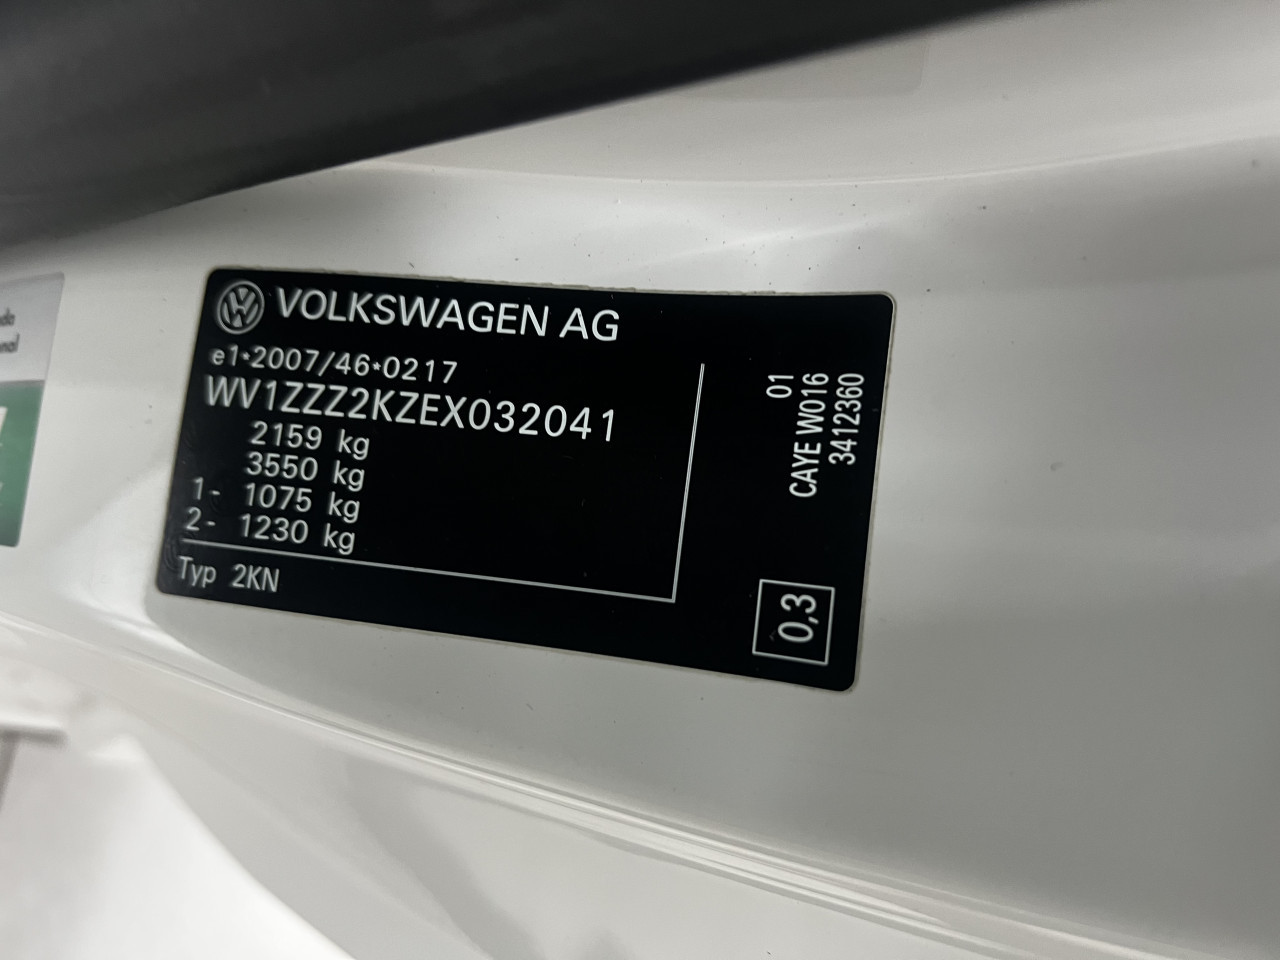 VOLKSWAGEN AG
e1*2007/46*0217
WV1ZZZ2KZEX032041
2159 kg
3550 kg
1- 1075 kg
2- 1230 kg
Typ 2KN
01
CAYE W016
3412360
0,3